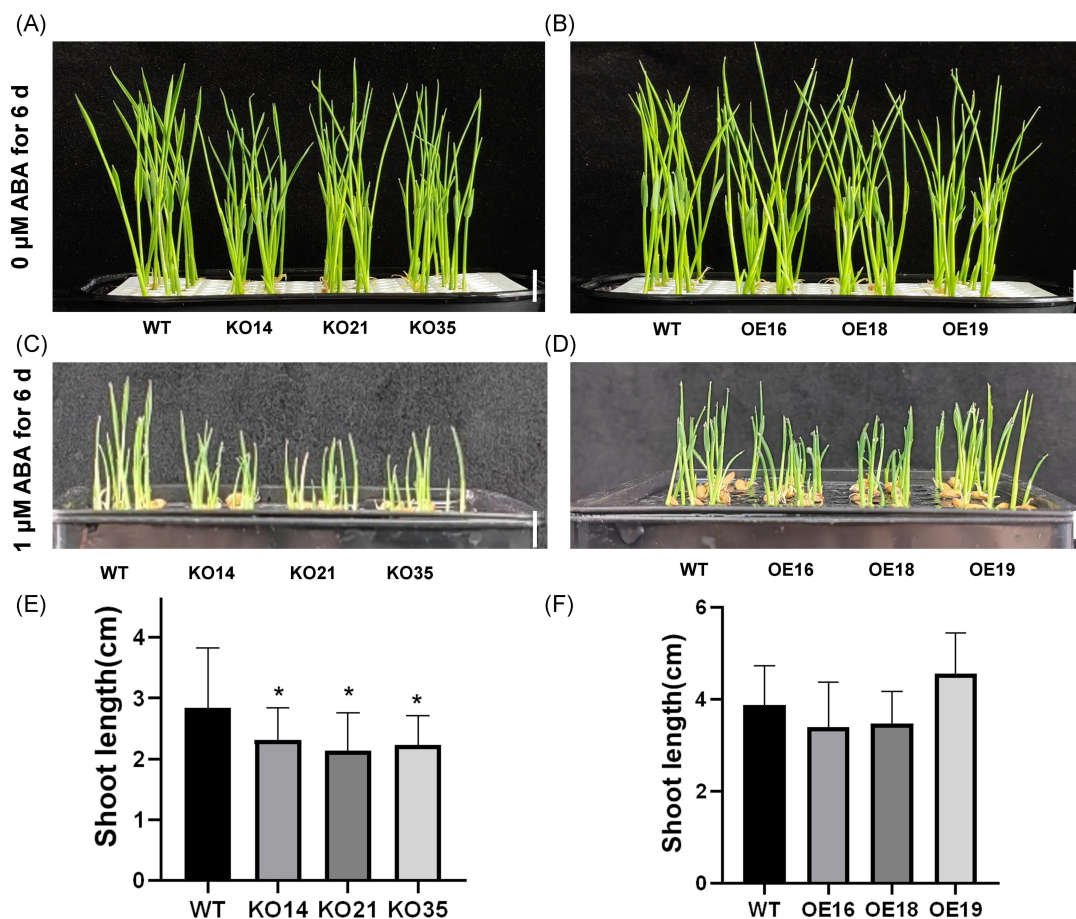 (A)
(B)
0 µM ABA for 6 d
WT KO14 KO21 KO35
WT OE16 OE18 OE19
(C)
(D)
1 µM ABA for 6 d
WT KO14 KO21 KO35
WT OE16 OE18 OE19
(E)
Shoot length(cm)
4
3
2
1
0
* * *
WT KO14 KO21 KO35
(F)
Shoot length(cm)
6
4
2
0
WT OE16 OE18 OE19